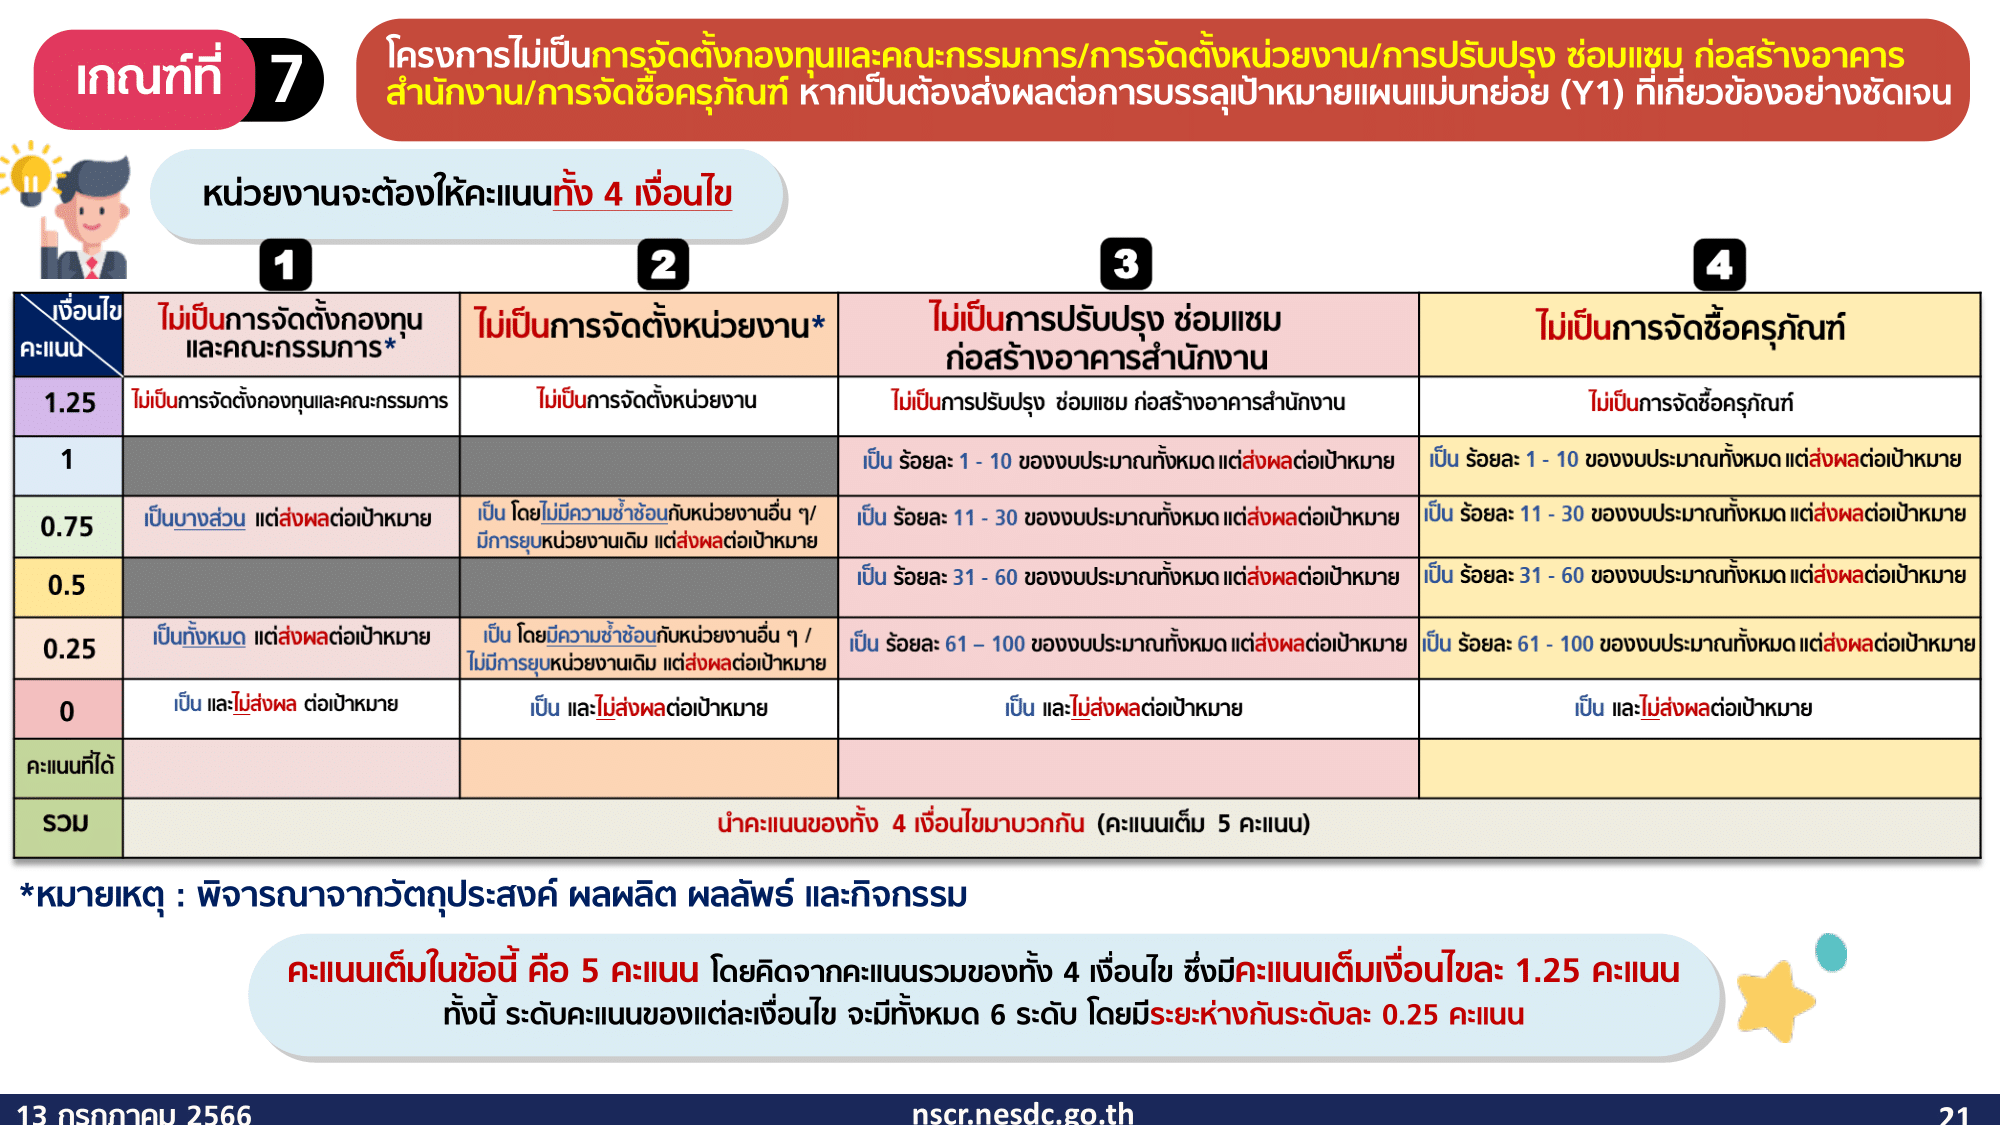 เกณฑ์ที่ 7
โครงการไม่เป็นการจัดตั้งกองทุนและคณะกรรมการ/การจัดตั้งหน่วยงาน/การปรับปรุง ซ่อมแซม ก่อสร้างอาคาร
สำนักงาน/การจัดซื้อครุภัณฑ์ หากเป็นต้องส่งผลต่อการบรรลุเป้าหมายแผนแม่บทย่อย (Y1) ที่เกี่ยวข้องอย่างชัดเจน
หน่วยงานจะต้องให้คะแนนทั้ง 4 เงื่อนไข
1 2 3 4
เงื่อนไข
คะแนน
ไม่เป็นการจัดตั้งกองทุน
และคณะกรรมการ*
ไม่เป็นการจัดตั้งหน่วยงาน*
ไม่เป็นการปรับปรุง ซ่อมแซม
ก่อสร้างอาคารสำนักงาน
ไม่เป็นการจัดซื้อครุภัณฑ์
1.25
ไม่เป็นการจัดตั้งกองทุนและคณะกรรมการ
ไม่เป็นการจัดตั้งหน่วยงาน
ไม่เป็นการปรับปรุง ซ่อมแซม ก่อสร้างอาคารสำนักงาน
ไม่เป็นการจัดซื้อครุภัณฑ์
1
เป็น ร้อยละ 1 - 10 ของงบประมาณทั้งหมด แต่ส่งผลต่อเป้าหมาย
เป็น ร้อยละ 1 - 10 ของงบประมาณทั้งหมด แต่ส่งผลต่อเป้าหมาย
0.75
เป็นบางส่วน แต่ส่งผลต่อเป้าหมาย
เป็น โดยไม่มีความซ้ำซ้อนกับหน่วยงานอื่น ๆ/
มีการยุบหน่วยงานเดิม แต่ส่งผลต่อเป้าหมาย
เป็น ร้อยละ 11 - 30 ของงบประมาณทั้งหมด แต่ส่งผลต่อเป้าหมาย
เป็น ร้อยละ 11 - 30 ของงบประมาณทั้งหมด แต่ส่งผลต่อเป้าหมาย
0.5
เป็น ร้อยละ 31 - 60 ของงบประมาณทั้งหมด แต่ส่งผลต่อเป้าหมาย
เป็น ร้อยละ 31 - 60 ของงบประมาณทั้งหมด แต่ส่งผลต่อเป้าหมาย
0.25
เป็นทั้งหมด แต่ส่งผลต่อเป้าหมาย
เป็น โดยมีความซ้ำซ้อนกับหน่วยงานอื่น ๆ /
ไม่มีการยุบหน่วยงานเดิม แต่ส่งผลต่อเป้าหมาย
เป็น ร้อยละ 61 – 100 ของงบประมาณทั้งหมด แต่ส่งผลต่อเป้าหมาย
เป็น ร้อยละ 61 - 100 ของงบประมาณทั้งหมด แต่ส่งผลต่อเป้าหมาย
0
เป็น และไม่ส่งผล ต่อเป้าหมาย
เป็น และไม่ส่งผลต่อเป้าหมาย
เป็น และไม่ส่งผลต่อเป้าหมาย
เป็น และไม่ส่งผลต่อเป้าหมาย
คะแนนที่ได้
รวม
นำคะแนนของทั้ง 4 เงื่อนไขมาบวกกัน (คะแนนเต็ม 5 คะแนน)
*หมายเหตุ : พิจารณาจากวัตถุประสงค์ ผลผลิต ผลลัพธ์ และกิจกรรม
คะแนนเต็มในข้อนี้ คือ 5 คะแนน โดยคิดจากคะแนนรวมของทั้ง 4 เงื่อนไข ซึ่งมีคะแนนเต็มเงื่อนไขละ 1.25 คะแนน
ทั้งนี้ ระดับคะแนนของแต่ละเงื่อนไข จะมีทั้งหมด 6 ระดับ โดยมีระยะห่างกันระดับละ 0.25 คะแนน
13 กรกฎาคม 2566
nscr.nesdc.go.th
21